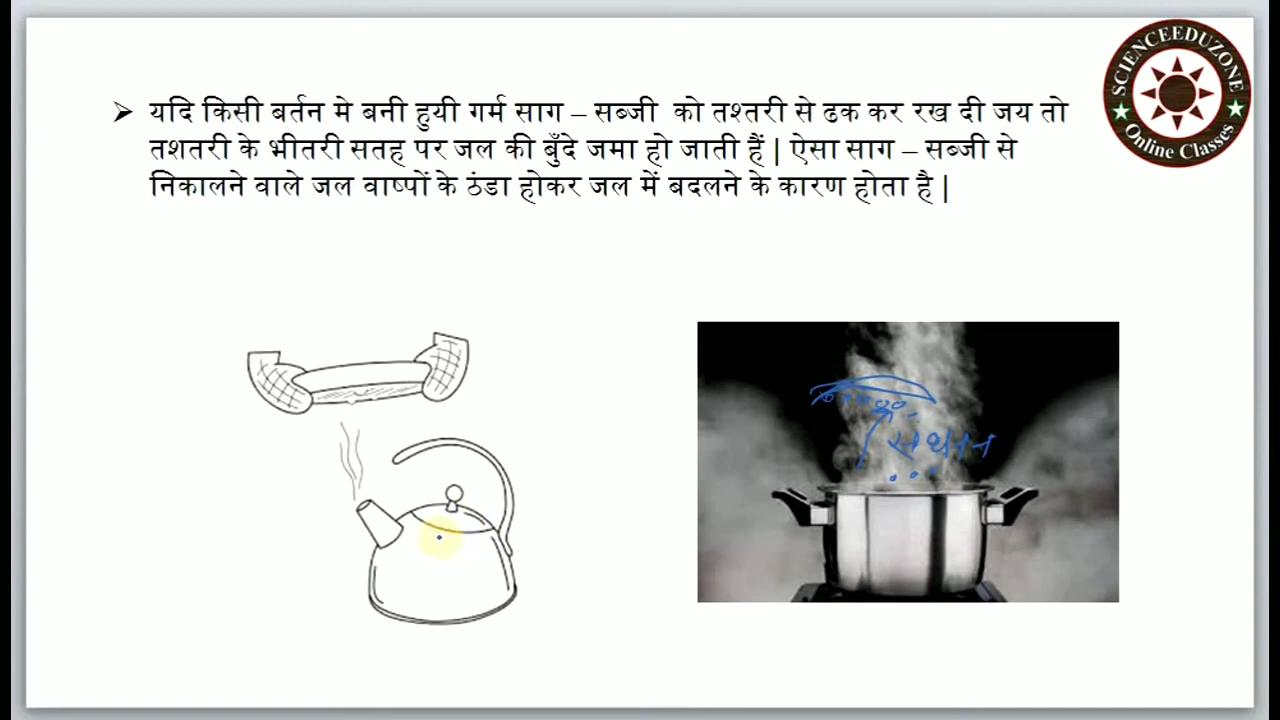 यदि किसी बर्तन मे बनी हुयी गर्म साग – सब्जी को तश्तरी से ढक कर रख दी जय तो
तशतरी के भीतरी सतह पर जल की बुँदे जमा हो जाती हैं | ऐसा साग – सब्जी से
निकालने वाले जल वाष्पों के ठंडा होकर जल में बदलने के कारण होता है |
SCIENCEEDUZONE
Online Classes